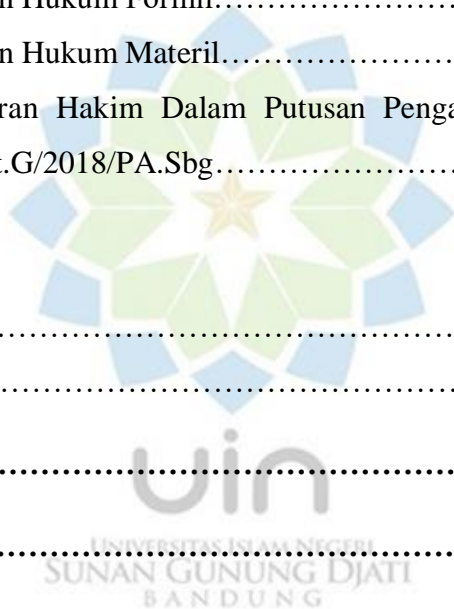 n Hukum Formil……………………
n Hukum Materil……………………
ran Hakim Dalam Putusan Penga
t.G/2018/PA.Sbg……………………
……………………………………………………
……………………………………………………
……………………………………………………
uin
……………………………………………………
UNIVERSITAS ISLAM NEGERI
SUNAN GUNUNG DJATI
BANDUNG